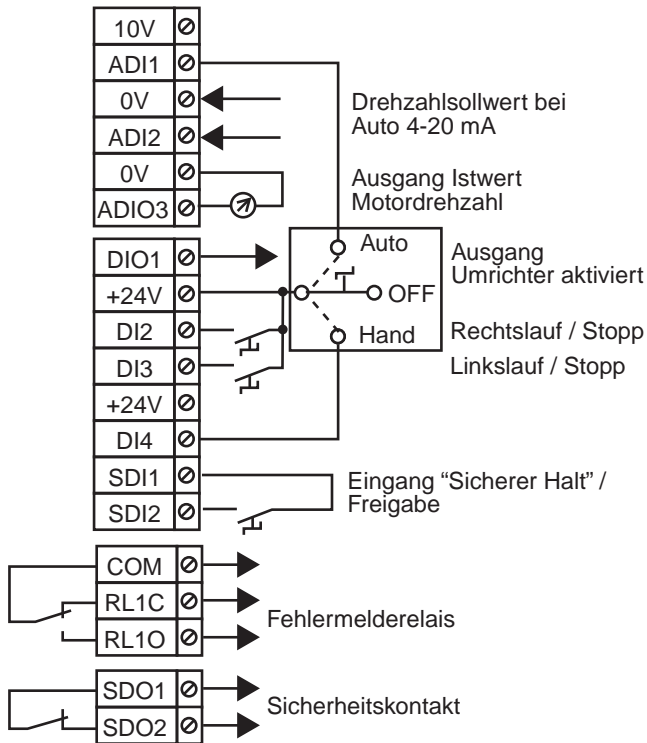 10V
ADI1
0V
ADI2
0V
ADIO3
Drehzahlsollwert bei
Auto 4-20 mA
Ausgang Istwert
Motordrehzahl
DIO1
+24V
DI2
DI3
+24V
DI4
SDI1
SDI2
Auto
OFF
Hand
Ausgang
Umrichter aktiviert
Rechtslauf / Stopp
Linkslauf / Stopp
Eingang “Sicherer Halt” /
Freigabe
COM
RL1C
RL1O
Fehlermelderelais
SDO1
SDO2
Sicherheitskontakt